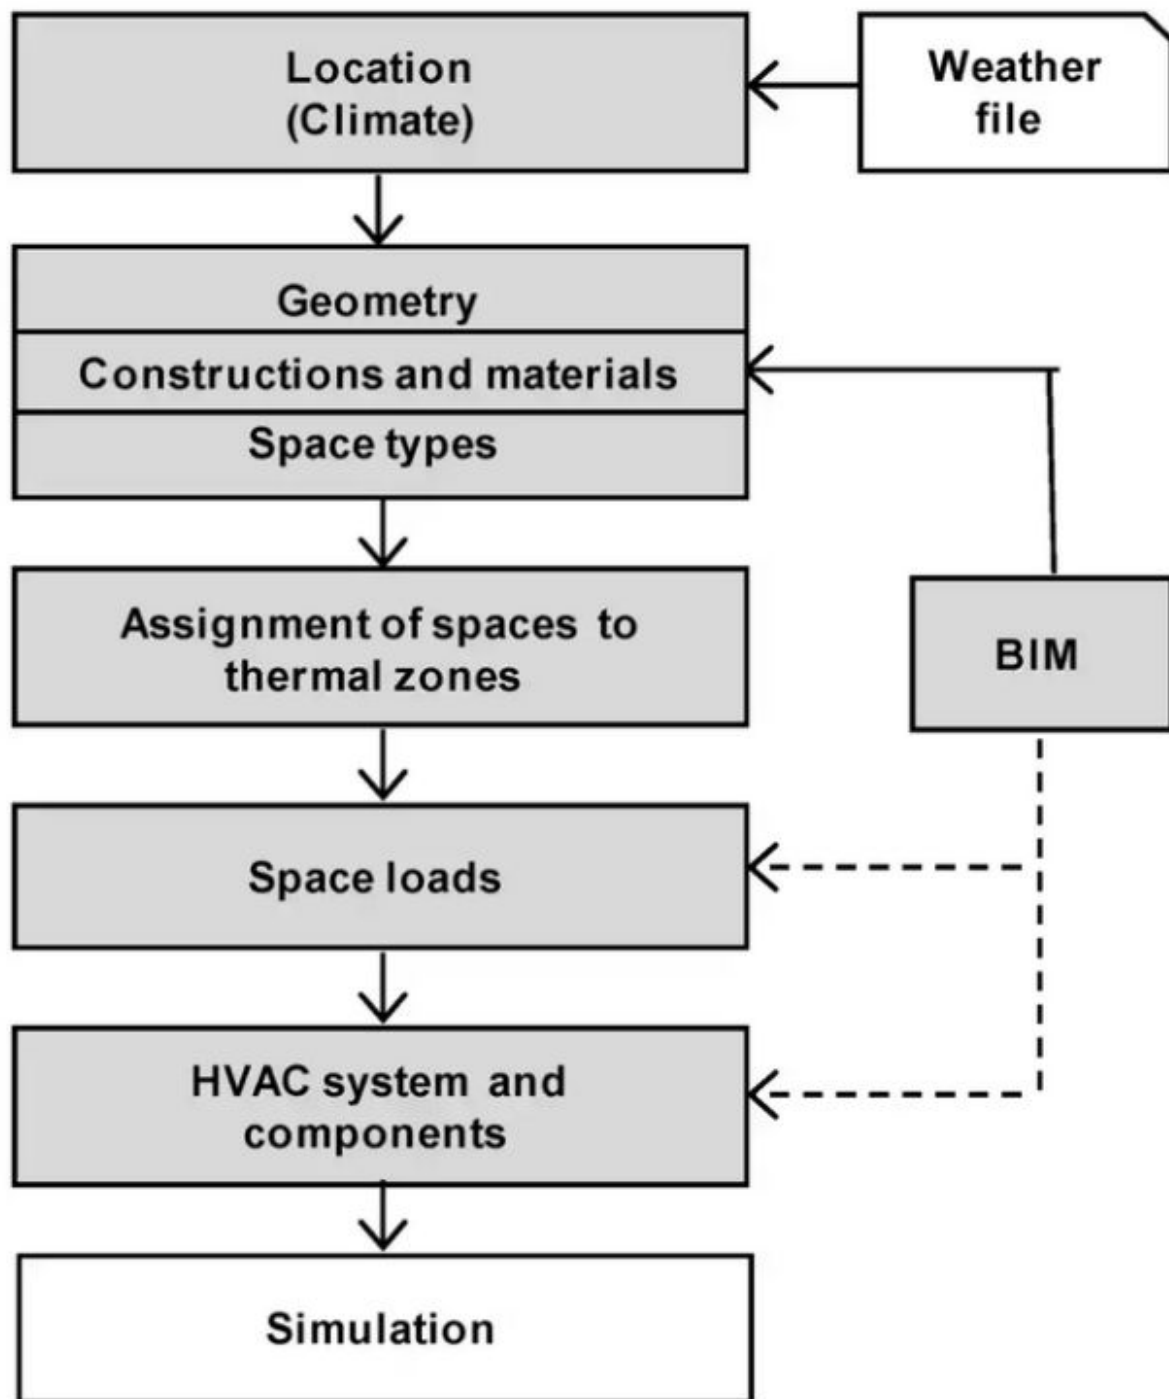 Location
(Climate)
Weather
file
Geometry
Constructions and materials
Space types
Assignment of spaces to
thermal zones
BIM
Space loads
HVAC system and
components
Simulation